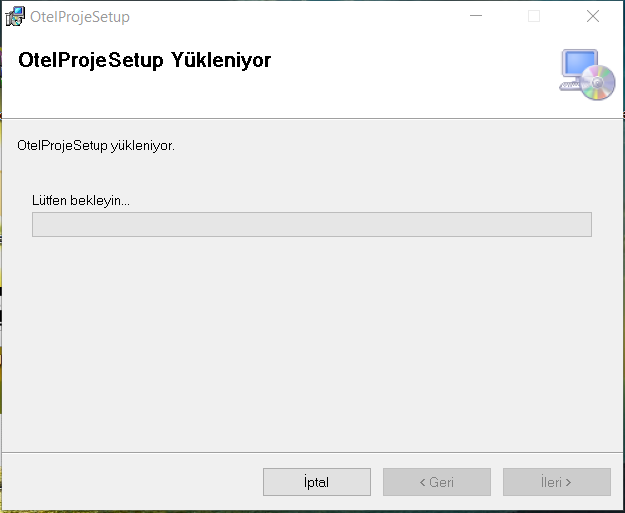 OtelProjeSetup
OtelProjeSetup Yükleniyor
OtelProjeSetup yükleniyor.
Lütfen bekleyin...
İptal
< Geri
İleri >